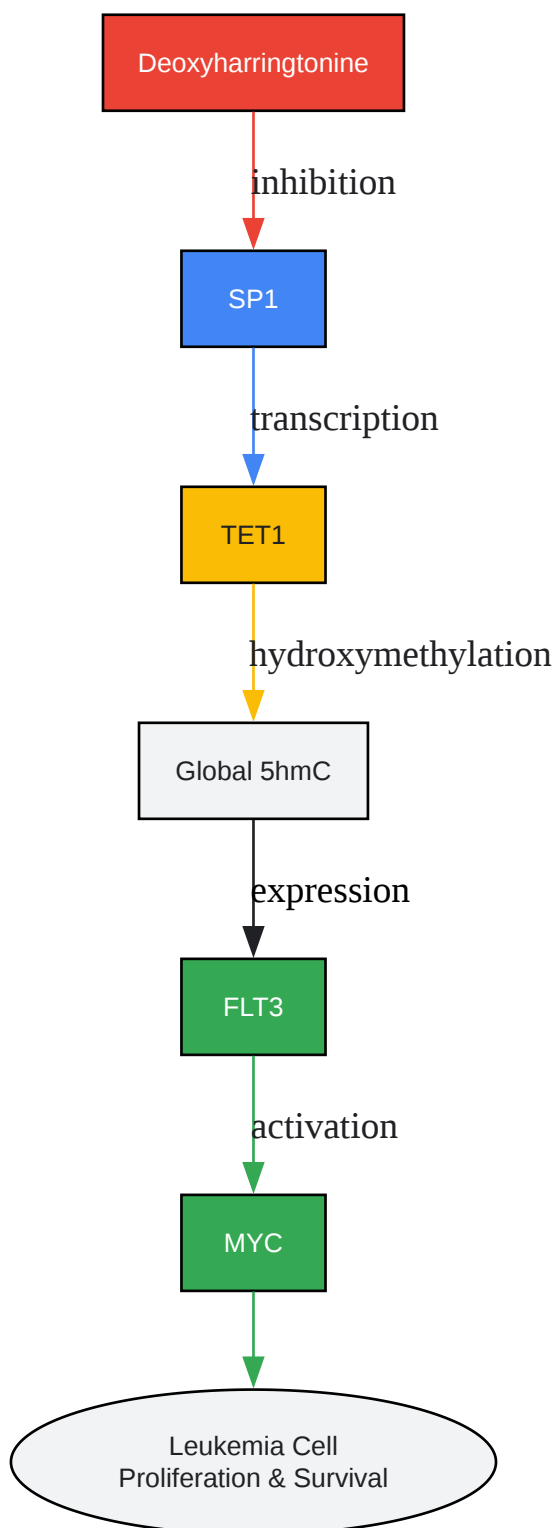 Deoxyharringtonine
inhibition
SP1
transcription
TET1
hydroxymethylation
Global 5hmC
expression
FLT3
activation
MYC
Leukemia Cell
Proliferation & Survival